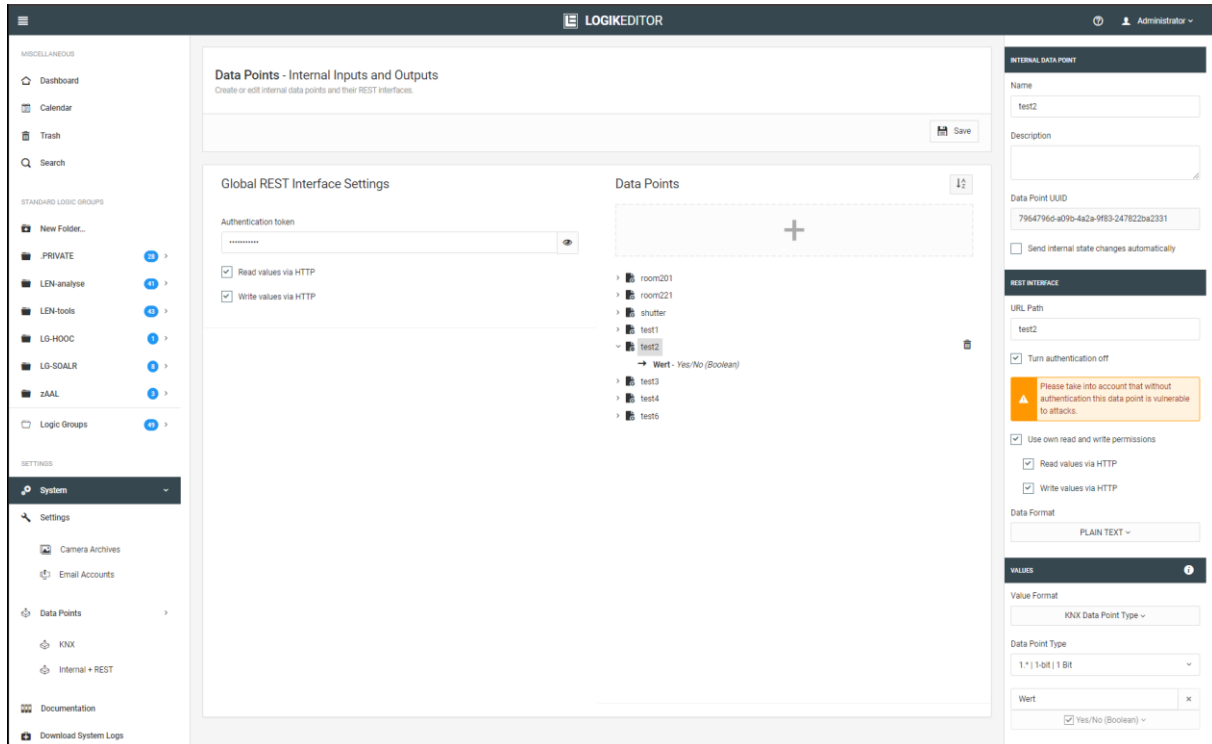 LOGIKEDITOR
Administrator
MISCELLANEOUS
Dashboard
Calendar
Trash
Search
STANDARD LOGIC GROUPS
New Folder...
.PRIVATE 28
LEN-analyse 41
LEN-tools 43
LG-HOOC 1
LG-SOALR 8
zAAL 3
Logic Groups 49
SETTINGS
System
Settings
Camera Archives
Email Accounts
Data Points
KNX
Internal + REST
Documentation
Download System Logs
Data Points - Internal Inputs and Outputs
Create or edit internal data points and their REST interfaces.
Save
Global REST Interface Settings
Authentication token
•••••••••••
Read values via HTTP
Write values via HTTP
Data Points
room201
room221
shutter
test1
test2
Wert - Yes/No (Boolean)
test3
test4
test6
INTERNAL DATA POINT
Name
test2
Description
Data Point UUID
7964796d-a09b-4a2a-9f83-247822ba2331
Send internal state changes automatically
REST INTERFACE
URL Path
test2
Turn authentication off
Please take into account that without
authentication this data point is vulnerable
to attacks.
Use own read and write permissions
Read values via HTTP
Write values via HTTP
Data Format
PLAIN TEXT
VALUES
Value Format
KNX Data Point Type
Data Point Type
1.* | 1-bit | 1 Bit
Wert
Yes/No (Boolean)